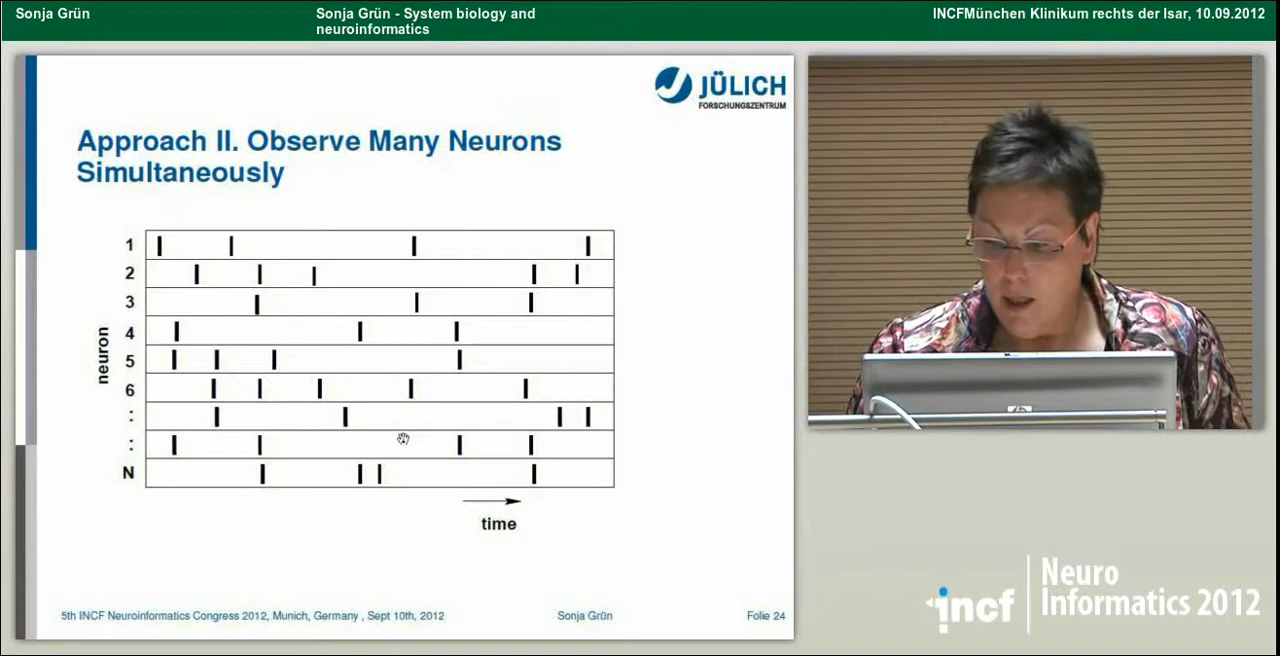 Sonja Grün
Sonja Grün - System biology and
neuroinformatics
INCFMünchen Klinikum rechts der Isar, 10.09.2012
JÜLICH
FORSCHUNGSZENTRUM
Approach II. Observe Many Neurons
Simultaneously
neuron
1
2
3
4
5
6
:
:
N
time
5th INCF Neuroinformatics Congress 2012, Munich, Germany , Sept 10th, 2012
Sonja Grün
Folie 24
hp
incf
Neuro
Informatics 2012